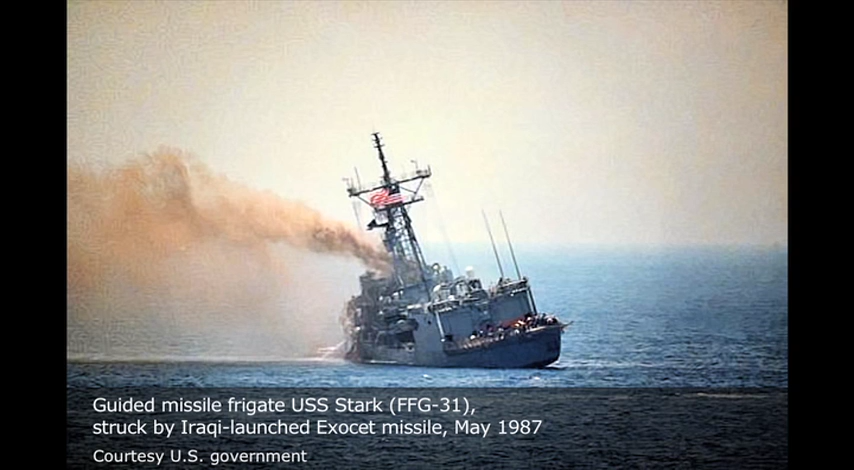 Guided missile frigate USS Stark (FFG-31),
struck by Iraqi-launched Exocet missile, May 1987
Courtesy U.S. government